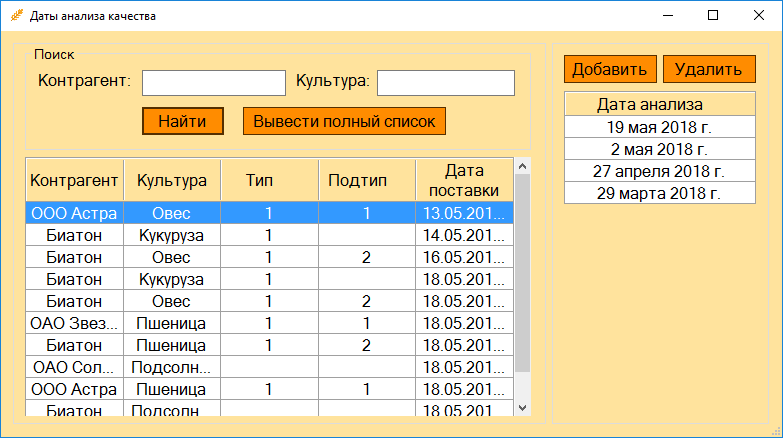 Даты анализа качества
Поиск
Контрагент: Культура:
Найти Вывести полный список
Добавить Удалить
Дата анализа
19 мая 2018 г.
2 мая 2018 г.
27 апреля 2018 г.
29 марта 2018 г.
Контрагент Культура Тип Подтип Дата поставки
ООО Астра Овес 1 1 13.05.201...
Биатон Кукуруза 1 14.05.201...
Биатон Овес 1 2 16.05.201...
Биатон Кукуруза 1 18.05.201...
Биатон Овес 1 2 18.05.201...
ОАО Звез... Пшеница 1 1 18.05.201...
Биатон Пшеница 1 2 18.05.201...
ОАО Сол... Подсолн... 18.05.201...
ООО Астра Пшеница 1 1 18.05.201...
Биатон Подсолн... 18.05.201...